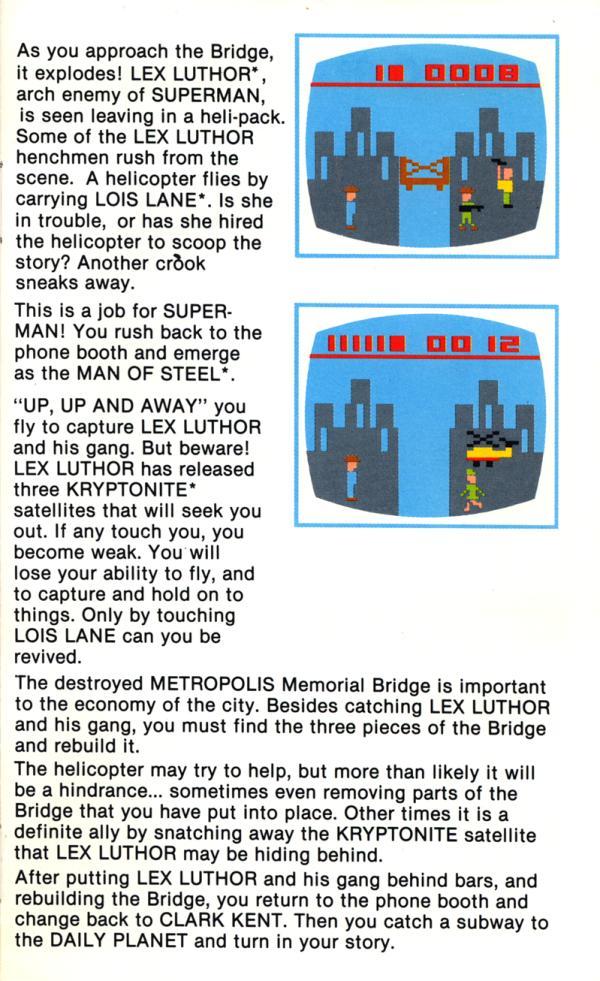 As you approach the Bridge,
it explodes! LEX LUTHOR*,
arch enemy of SUPERMAN,
is seen leaving in a heli-pack.
Some of the LEX LUTHOR
henchmen rush from the
scene. A helicopter flies by
carrying LOIS LANE*. Is she
in trouble, or has she hired
the helicopter to scoop the
story? Another crook
sneaks away.
0008
This is a job for SUPER-
MAN! You rush back to the
phone booth and emerge
as the MAN OF STEEL*.
"UP, UP AND AWAY" you
fly to capture LEX LUTHOR
and his gang. But beware!
LEX LUTHOR has released
three KRYPTONITE*
satellites that will seek you
out. If any touch you, you
become weak. You will
lose your ability to fly, and
to capture and hold on to
things. Only by touching
LOIS LANE can you be
revived.
00 12
The destroyed METROPOLIS Memorial Bridge is important
to the economy of the city. Besides catching LEX LUTHOR
and his gang, you must find the three pieces of the Bridge
and rebuild it.
The helicopter may try to help, but more than likely it will
be a hindrance... sometimes even removing parts of the
Bridge that you have put into place. Other times it is a
definite ally by snatching away the KRYPTONITE satellite
that LEX LUTHOR may be hiding behind.
After putting LEX LUTHOR and his gang behind bars, and
rebuilding the Bridge, you return to the phone booth and
change back to CLARK KENT. Then you catch a subway to
the DAILY PLANET and turn in your story.